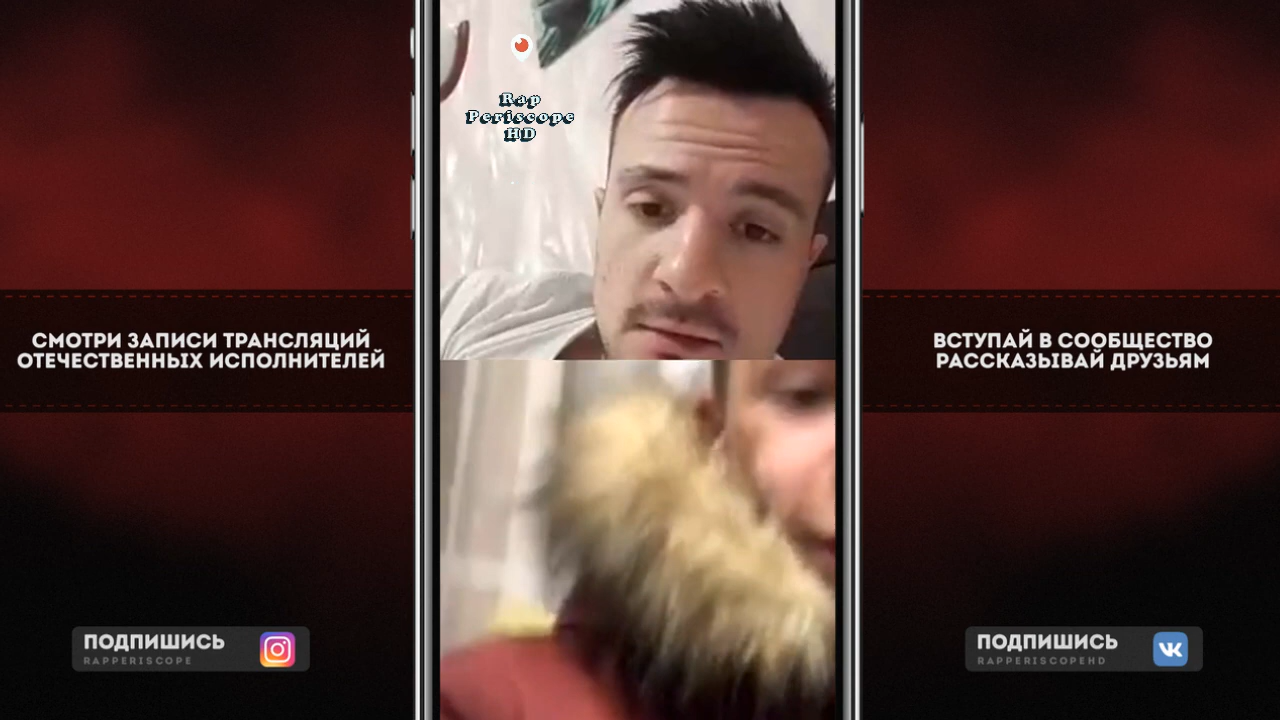 Rap
Periscope
HD
СМОТРИ ЗАПИСИ ТРАНСЛЯЦИЙ
ОТЕЧЕСТВЕННЫХ ИСПОЛНИТЕЛЕЙ
ВСТУПАЙ В СООБЩЕСТВО
РАССКАЗЫВАЙ ДРУЗЬЯМ
ПОДПИШИСЬ
RAPPERISCOPE
ПОДПИШИСЬ
RAPPERISCOPEHD